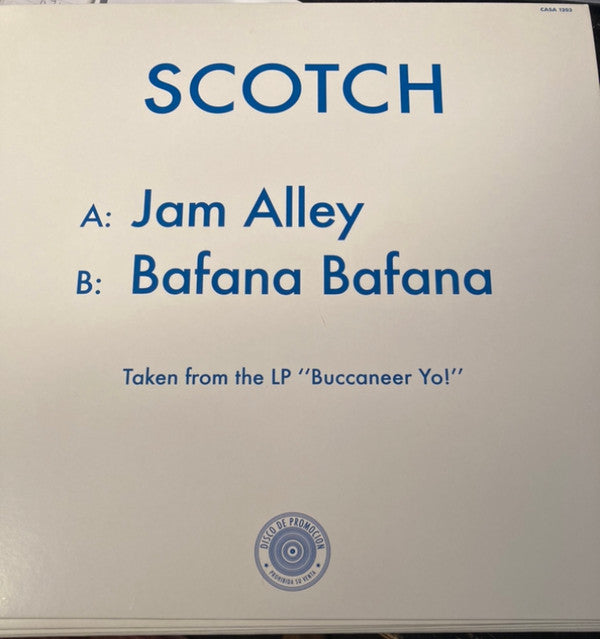 CASA 1203
SCOTCH
A: Jam Alley
B: Bafana Bafana
Taken from the LP ‘‘Buccaneer Yo!’’
DISCO DE PROMOCION
★ PROHIBIDA SU VENTA ★